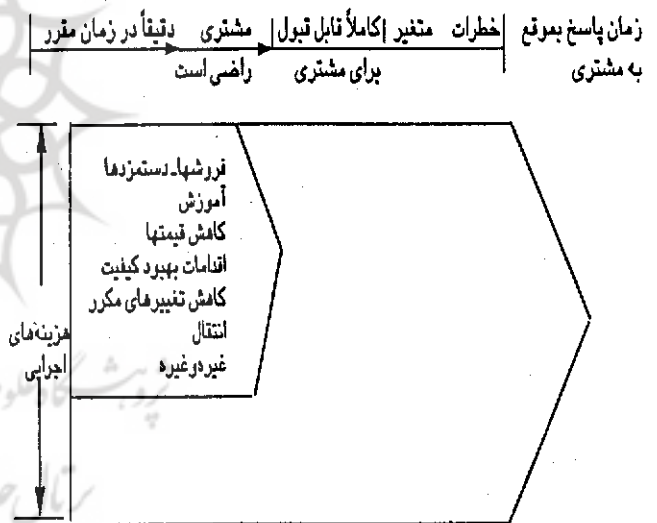 زمان پاسخ بموقع | خطرات متغیر | کاملاً قابل قبول | مشتری دقیقاً در زمان مقرر
به مشتری برای مشتری راضی است
فروشها۔دستمزدها
آموزش
کاهش قیمتها
اقدامات بهبود کیفیت
کاهش تغییرهای مکرر
انتقال
غیره‌وغیره
هزینه‌های
اجرایی